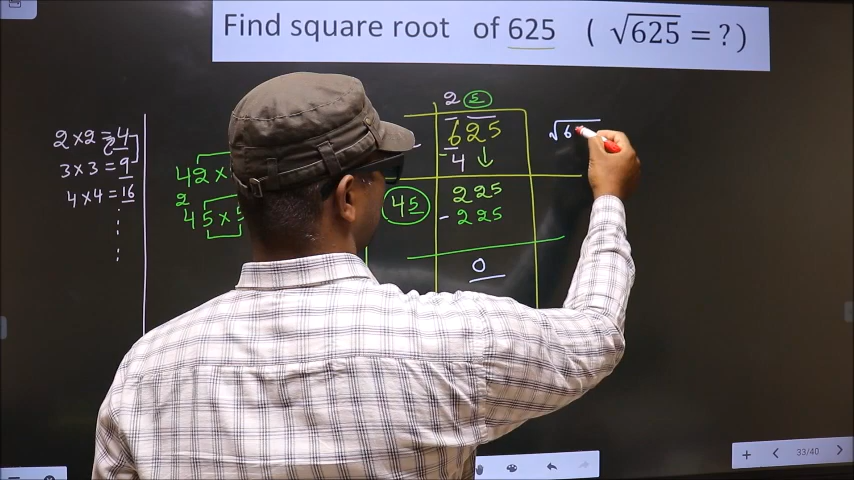 Find square root of 625 ( √625 = ? )
2 5
2 × 2 = 4
3 × 3 = 9
4 × 4 = 16
625
4
42 ×
2
45 × 5
45
225
- 225
0
√6
33/40